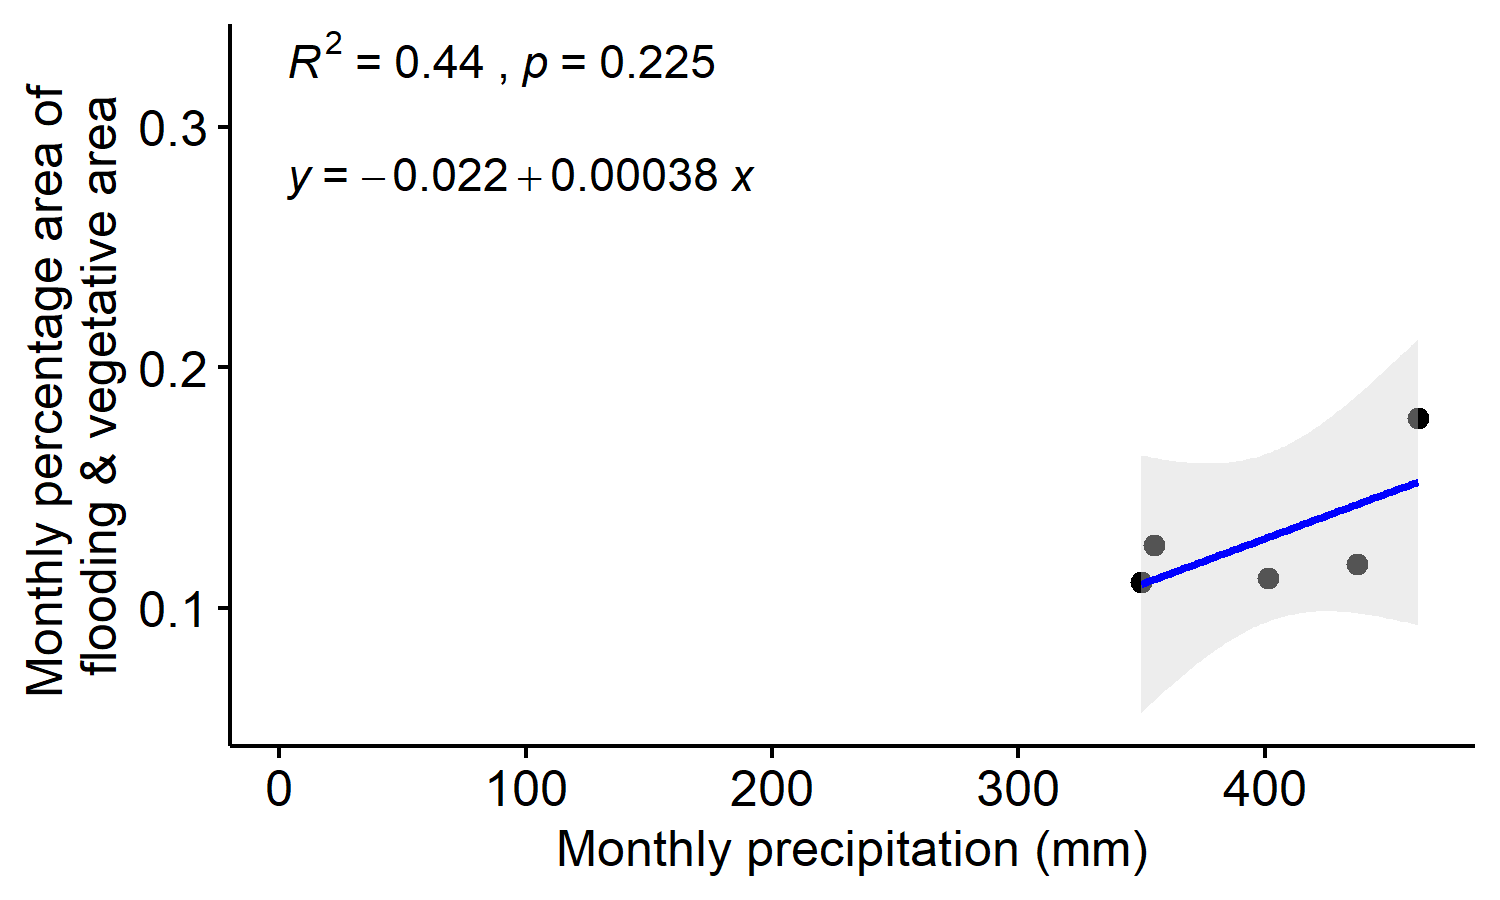 R² = 0.44 , p = 0.225
y = −0.022 + 0.00038 x
Monthly percentage area of
flooding & vegetative area
0.3
0.2
0.1
0 100 200 300 400
Monthly precipitation (mm)